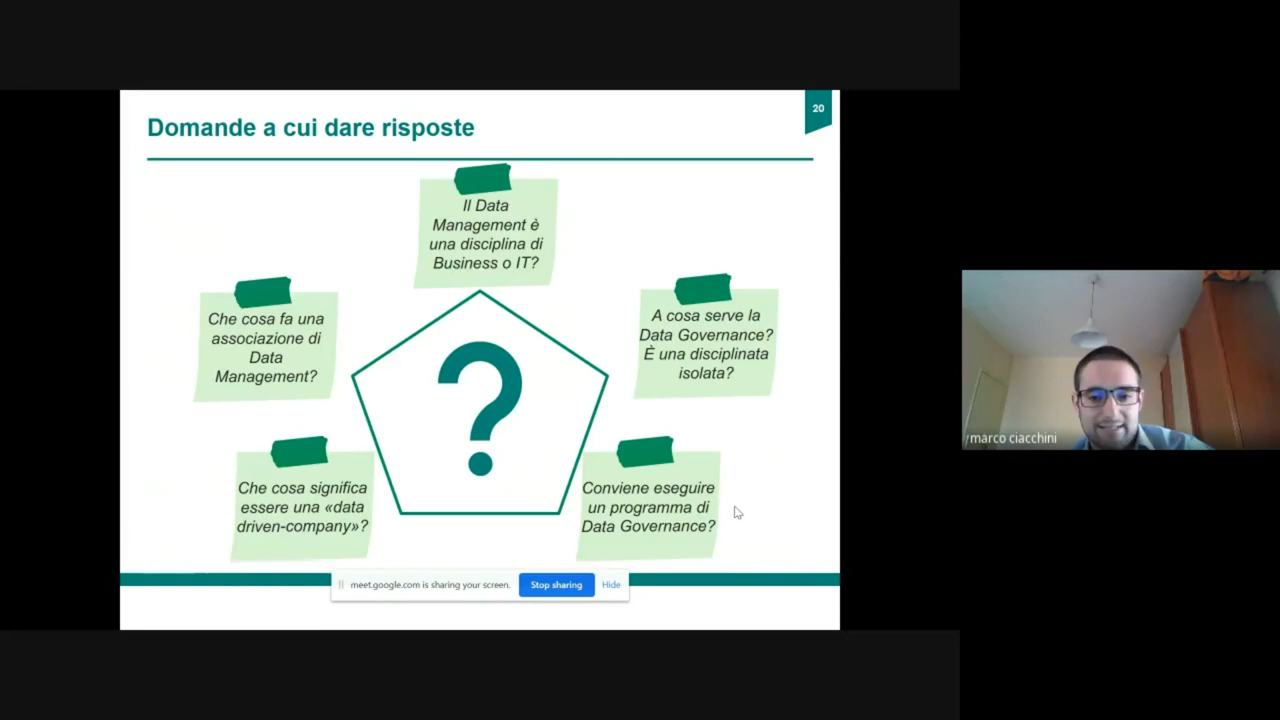 20
Domande a cui dare risposte
Il Data
Management è
una disciplina di
Business o IT?
Che cosa fa una
associazione di
Data
Management?
A cosa serve la
Data Governance?
È una disciplinata
isolata?
Che cosa significa
essere una «data
driven-company»?
Conviene eseguire
un programma di
Data Governance?
meet.google.com is sharing your screen.
Stop sharing
Hide
marco ciacchini